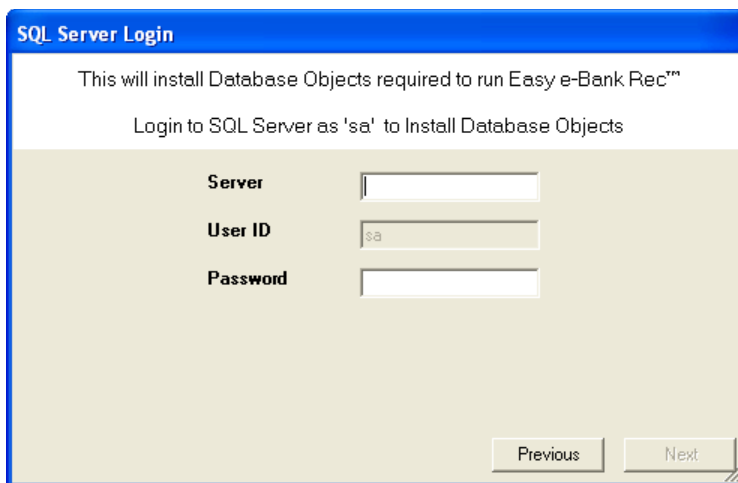 SQL Server Login
This will install Database Objects required to run Easy e-Bank Rec™
Login to SQL Server as 'sa' to Install Database Objects
Server
User ID sa
Password
Previous Next